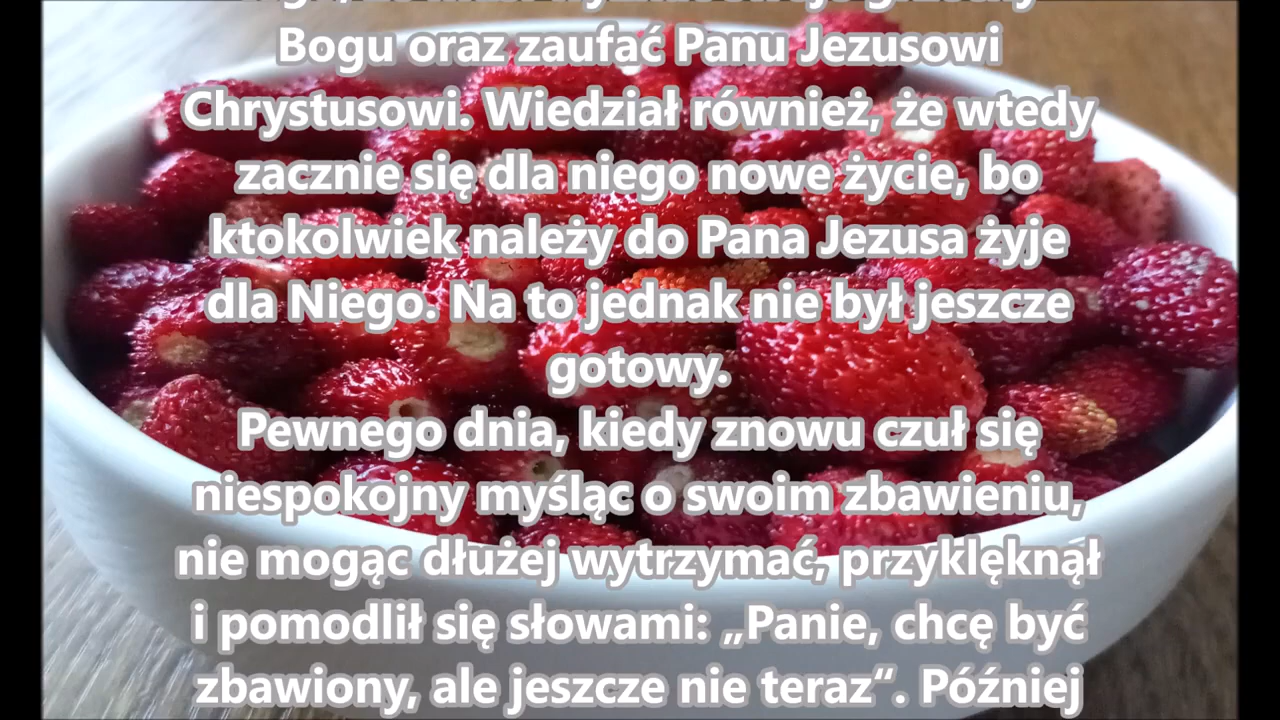 Bogu oraz zaufać Panu Jezusowi
Chrystusowi. Wiedział również, że wtedy
zacznie się dla niego nowe życie, bo
ktokolwiek należy do Pana Jezusa żyje
dla Niego. Na to jednak nie był jeszcze
gotowy.
Pewnego dnia, kiedy znowu czuł się
niespokojny myśląc o swoim zbawieniu,
nie mogąc dłużej wytrzymać, przyklęknął
i pomodlił się słowami: „Panie, chcę być
zbawiony, ale jeszcze nie teraz“. Później